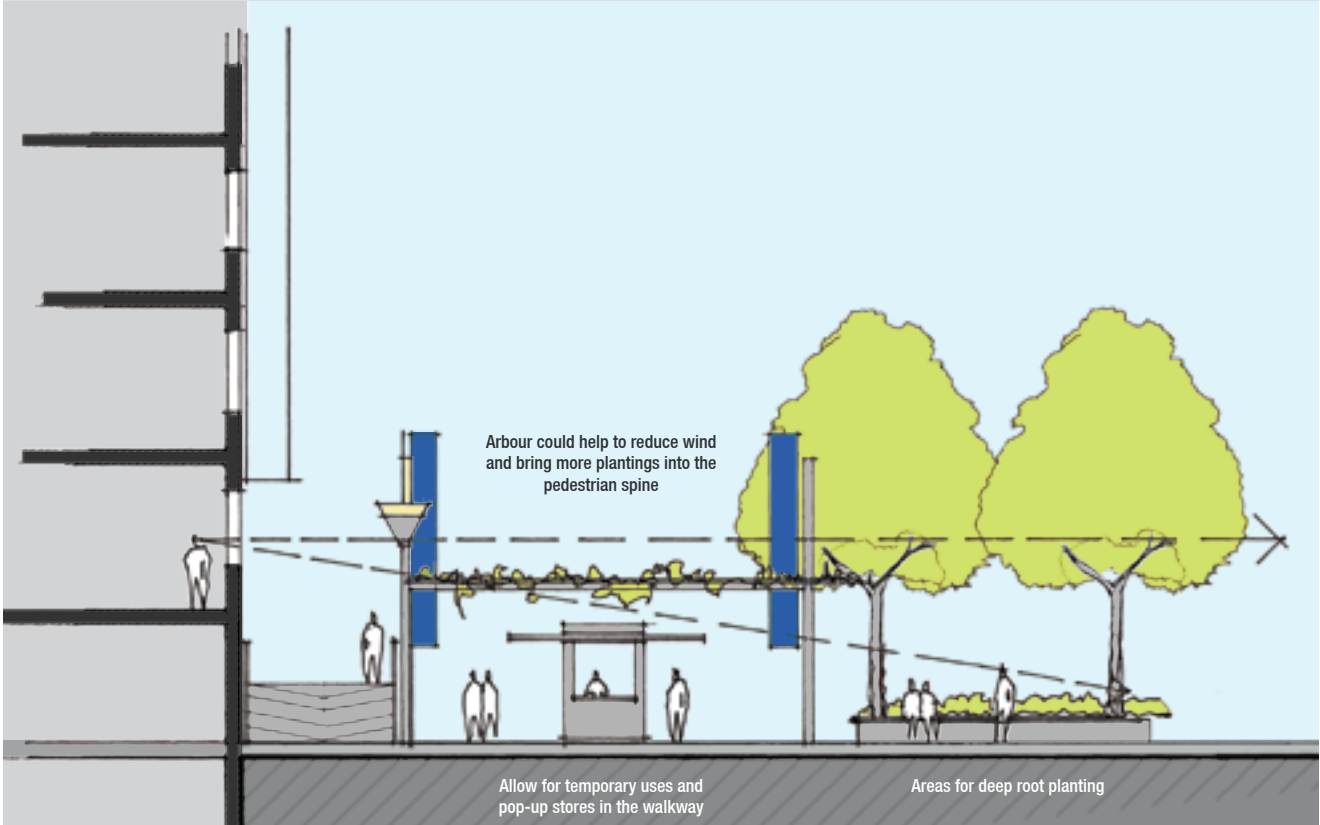 Arbour could help to reduce wind
and bring more plantings into the
pedestrian spine
Allow for temporary uses and
pop-up stores in the walkway
Areas for deep root planting